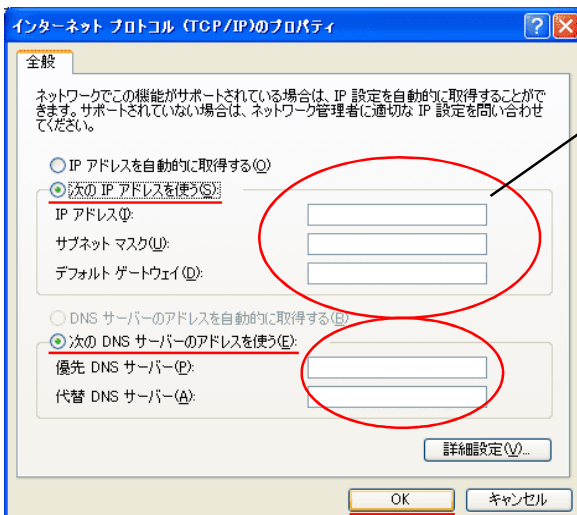 インターネット プロトコル (TCP/IP)のプロパティ
全般
ネットワークでこの機能がサポートされている場合は、IP 設定を自動的に取得することがで
きます。サポートされていない場合は、ネットワーク管理者に適切な IP 設定を問い合わせ
てください。
IP アドレスを自動的に取得する(O)
次の IP アドレスを使う(S):
IP アドレス(I):
サブネット マスク(U):
デフォルト ゲートウェイ(D):
DNS サーバーのアドレスを自動的に取得する(B)
次の DNS サーバーのアドレスを使う(E):
優先 DNS サーバー(P):
代替 DNS サーバー(A):
詳細設定(V)...
OK
キャンセル